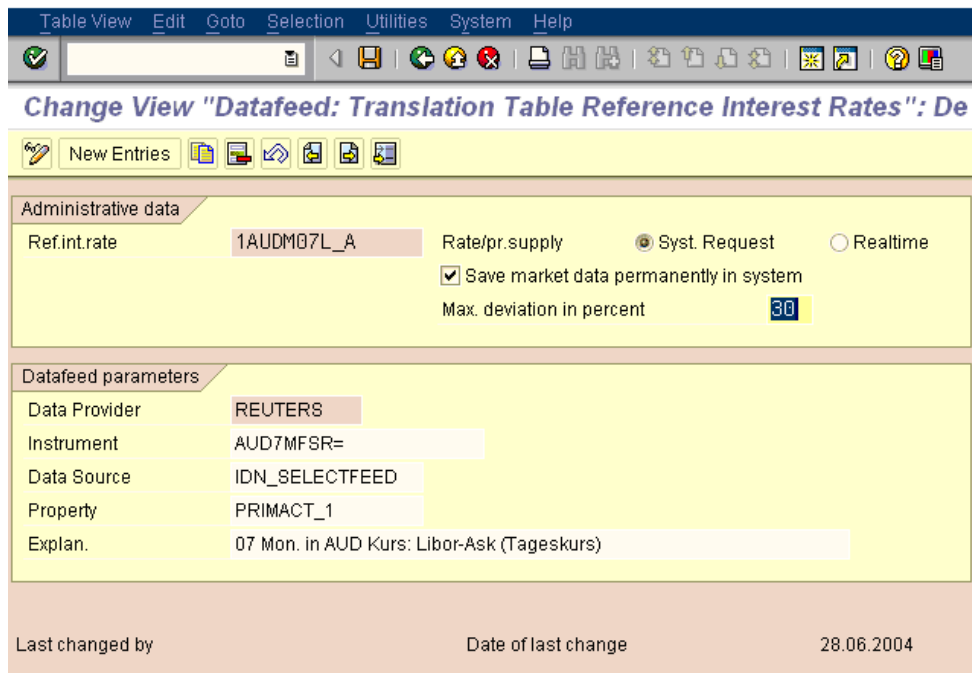 Table View Edit Goto Selection Utilities System Help
Change View "Datafeed: Translation Table Reference Interest Rates": De
New Entries
Administrative data
Ref.int.rate 1AUDM07L_A Rate/pr.supply Syst. Request Realtime
Save market data permanently in system
Max. deviation in percent 30
Datafeed parameters
Data Provider REUTERS
Instrument AUD7MFSR=
Data Source IDN_SELECTFEED
Property PRIMACT_1
Explan. 07 Mon. in AUD Kurs: Libor-Ask (Tageskurs)
Last changed by Date of last change 28.06.2004